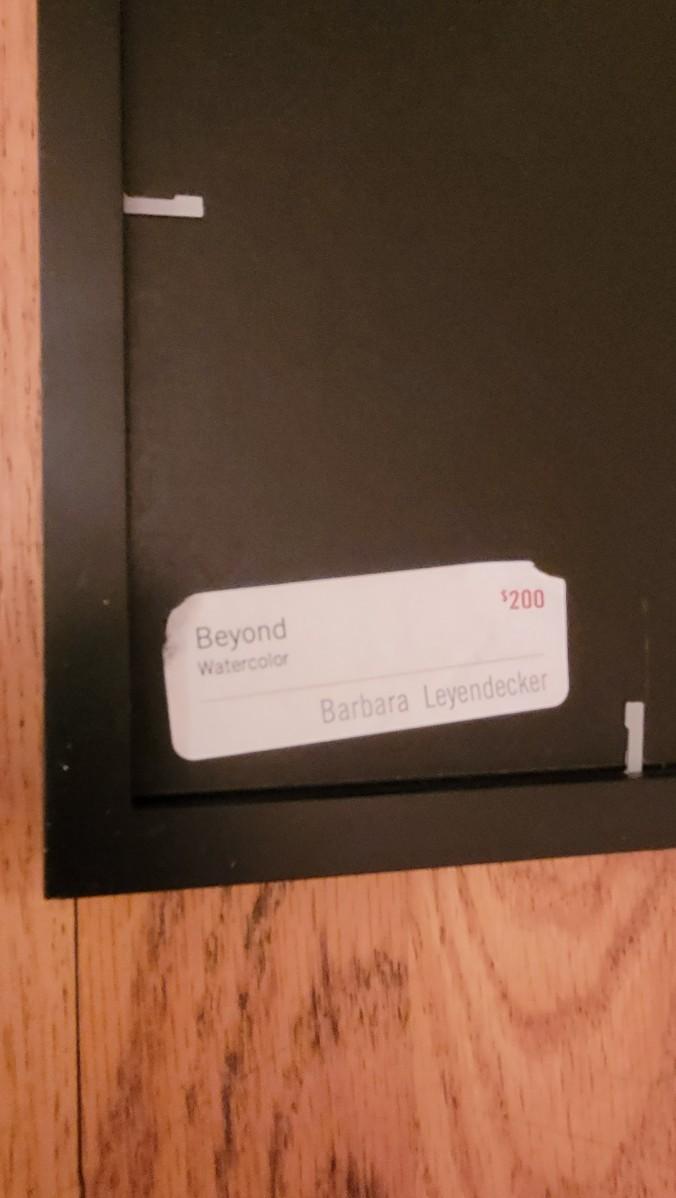 $200
Beyond
Watercolor
Barbara Leyendecker